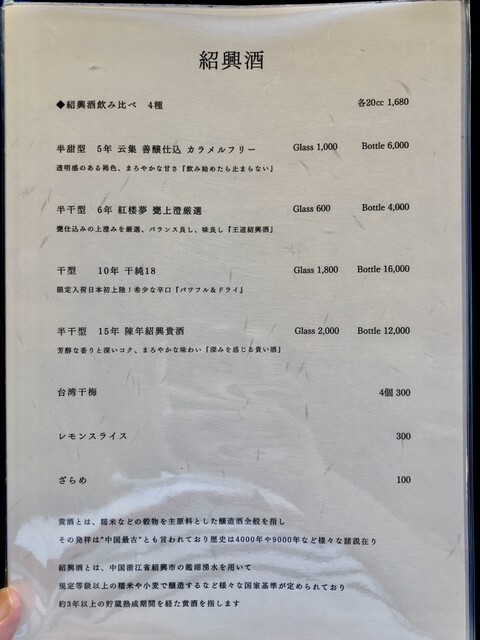 紹興酒
◆紹興酒飲み比べ 4種 各20cc 1,680
半甜型 5年 云集 善醸仕込 カラメルフリー Glass 1,000 Bottle 6,000
透明感のある褐色、まろやかな甘さ『飲み始めたら止まらない』
半干型 6年 紅楼夢 甕上澄厳選 Glass 600 Bottle 4,000
甕仕込みの上澄みを厳選、バランス良し、味良し『王道紹興酒』
干型 10年 干純18 Glass 1,800 Bottle 16,000
限定入荷日本初上陸！希少な辛口『パワフル＆ドライ』
半干型 15年 陳年紹興貴酒 Glass 2,000 Bottle 12,000
芳醇な香りと深いコク、まろやかな味わい『深みを感じる貴い酒』
台湾干梅 4個 300
レモンスライス 300
ざらめ 100
黄酒とは、糯米などの穀物を主原料とした醸造酒全般を指し
その発祥は"中国最古"とも言われており歴史は4000年や9000年など様々な諸説在り
紹興酒とは、中国浙江省紹興市の鑑湖湧水を用いて
規定等級以上の糯米や小麦で醸造するなど様々な国家基準が定められており
約3年以上の貯蔵熟成期間を経た黄酒を指します